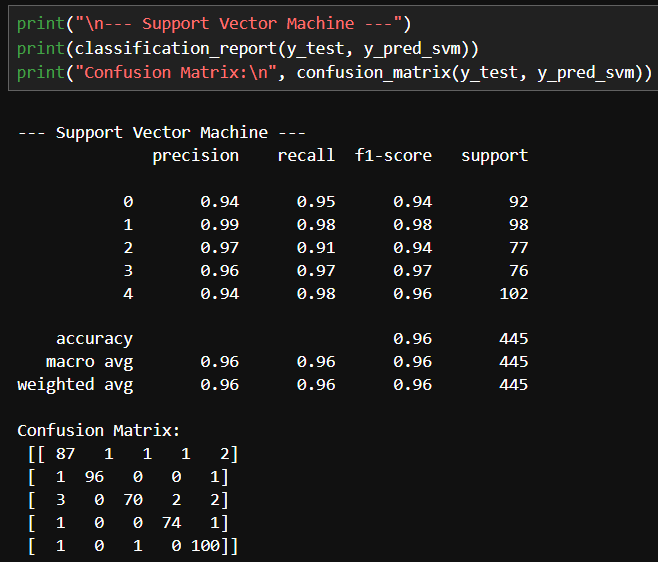 print("\n--- Support Vector Machine ---")
print(classification_report(y_test, y_pred_svm))
print("Confusion Matrix:\n", confusion_matrix(y_test, y_pred_svm))
--- Support Vector Machine ---
              precision    recall  f1-score   support

           0       0.94      0.95      0.94        92
           1       0.99      0.98      0.98        98
           2       0.97      0.91      0.94        77
           3       0.96      0.97      0.97        76
           4       0.94      0.98      0.96       102

    accuracy                           0.96       445
   macro avg       0.96      0.96      0.96       445
weighted avg       0.96      0.96      0.96       445

Confusion Matrix:
 [[ 87   1   1   1   2]
 [  1  96   0   0   1]
 [  3   0  70   2   2]
 [  1   0   0  74   1]
 [  1   0   1   0 100]]